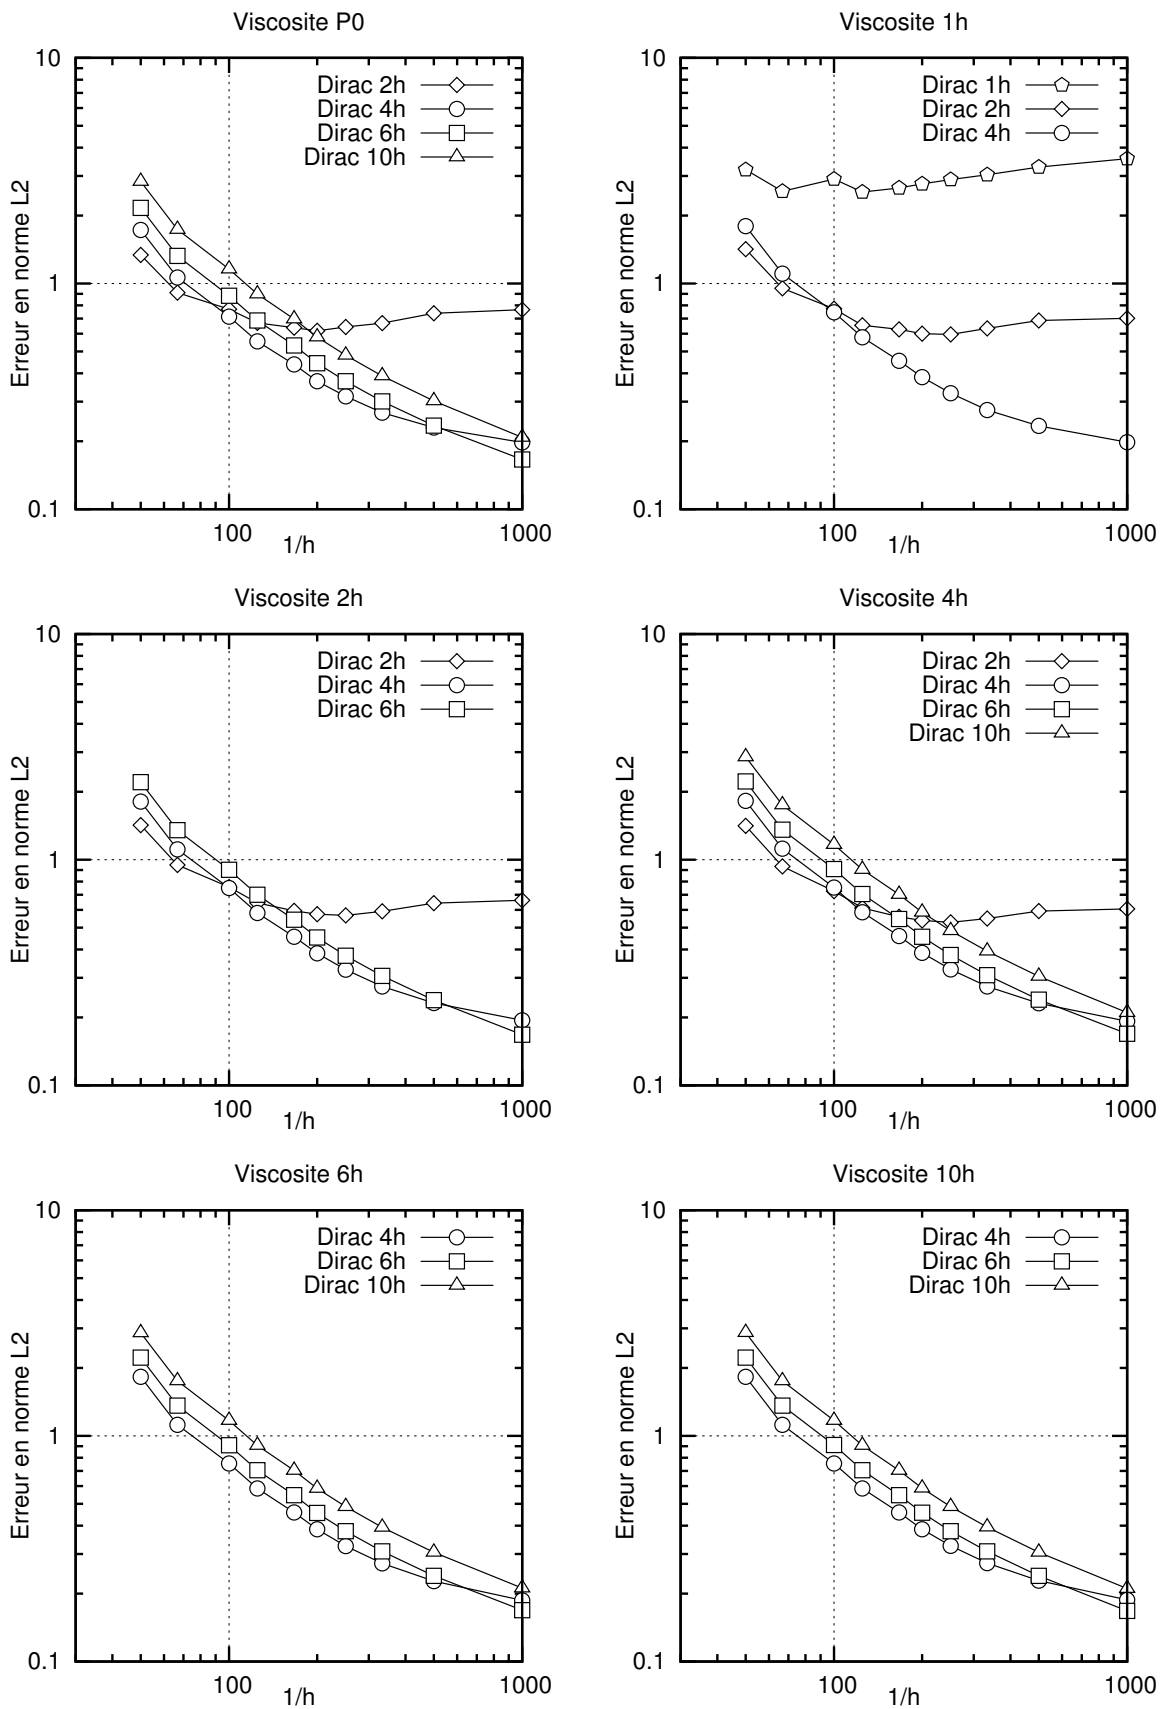 Viscosite P0
10
1
0.1
Erreur en norme L2
Dirac 2h
Dirac 4h
Dirac 6h
Dirac 10h
100
1000
1/h
Viscosite 1h
10
1
0.1
Erreur en norme L2
Dirac 1h
Dirac 2h
Dirac 4h
100
1000
1/h
Viscosite 2h
10
1
0.1
Erreur en norme L2
Dirac 2h
Dirac 4h
Dirac 6h
100
1000
1/h
Viscosite 4h
10
1
0.1
Erreur en norme L2
Dirac 2h
Dirac 4h
Dirac 6h
Dirac 10h
100
1000
1/h
Viscosite 6h
10
1
0.1
Erreur en norme L2
Dirac 4h
Dirac 6h
Dirac 10h
100
1000
1/h
Viscosite 10h
10
1
0.1
Erreur en norme L2
Dirac 4h
Dirac 6h
Dirac 10h
100
1000
1/h